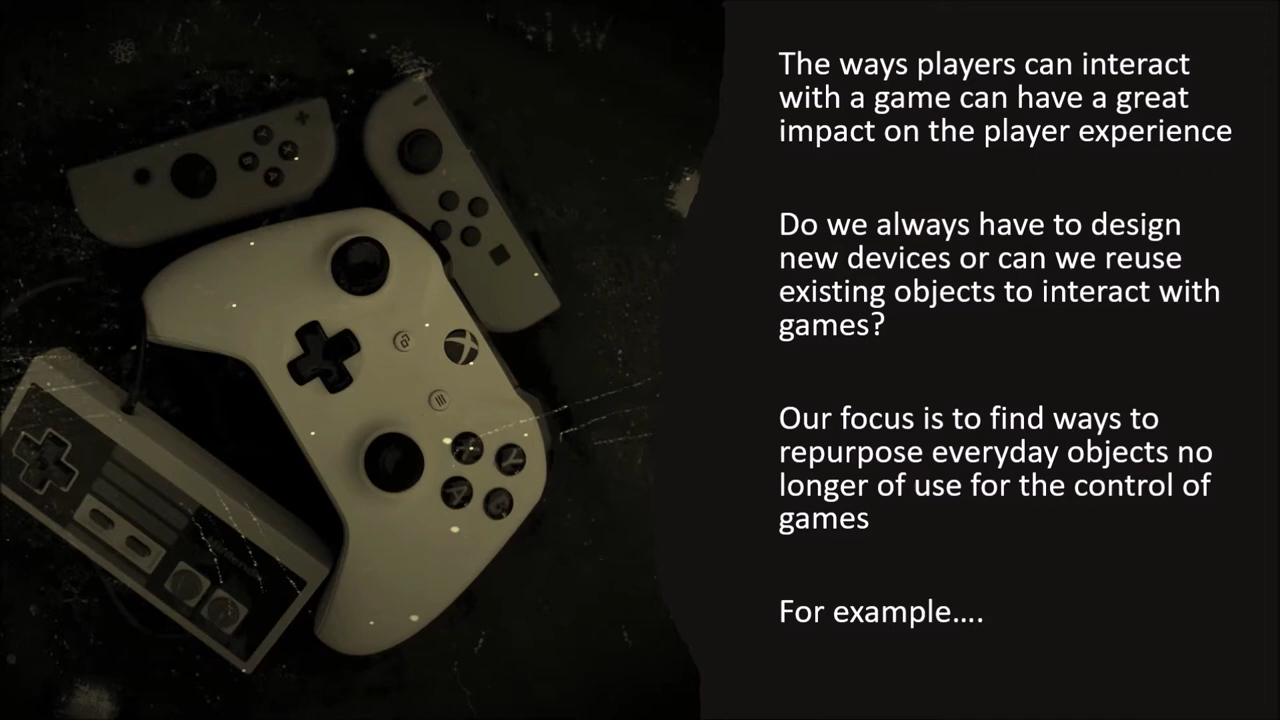 The ways players can interact
with a game can have a great
impact on the player experience
Do we always have to design
new devices or can we reuse
existing objects to interact with
games?
Our focus is to find ways to
repurpose everyday objects no
longer of use for the control of
games
For example....